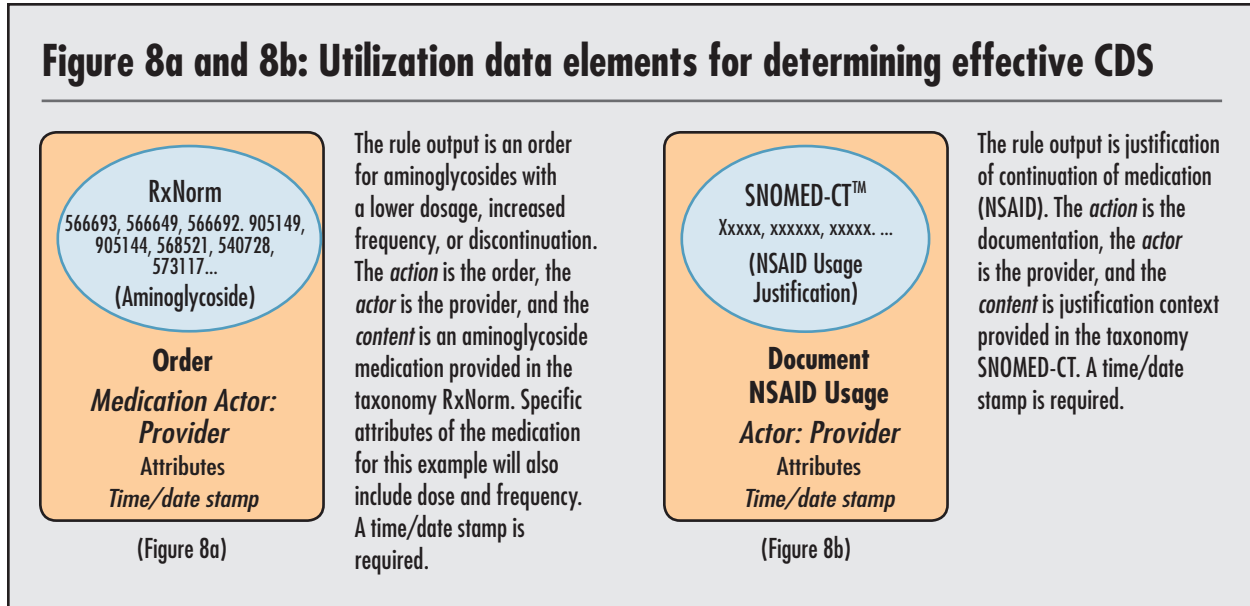 Figure 8a and 8b: Utilization data elements for determining effective CDS
RxNorm
566693, 566649, 566692. 905149,
905144, 568521, 540728,
573117...
(Aminoglycoside)
Order
Medication Actor:
Provider
Attributes
Time/date stamp
(Figure 8a)
The rule output is an order
for aminoglycosides with
a lower dosage, increased
frequency, or discontinuation.
The action is the order, the
actor is the provider, and the
content is an aminoglycoside
medication provided in the
taxonomy RxNorm. Specific
attributes of the medication
for this example will also
include dose and frequency.
A time/date stamp is
required.
SNOMED-CT™
Xxxxx, xxxxxx, xxxxx. ...
(NSAID Usage
Justification)
Document
NSAID Usage
Actor: Provider
Attributes
Time/date stamp
(Figure 8b)
The rule output is justification
of continuation of medication
(NSAID). The action is the
documentation, the actor
is the provider, and the
content is justification context
provided in the taxonomy
SNOMED-CT. A time/date
stamp is required.